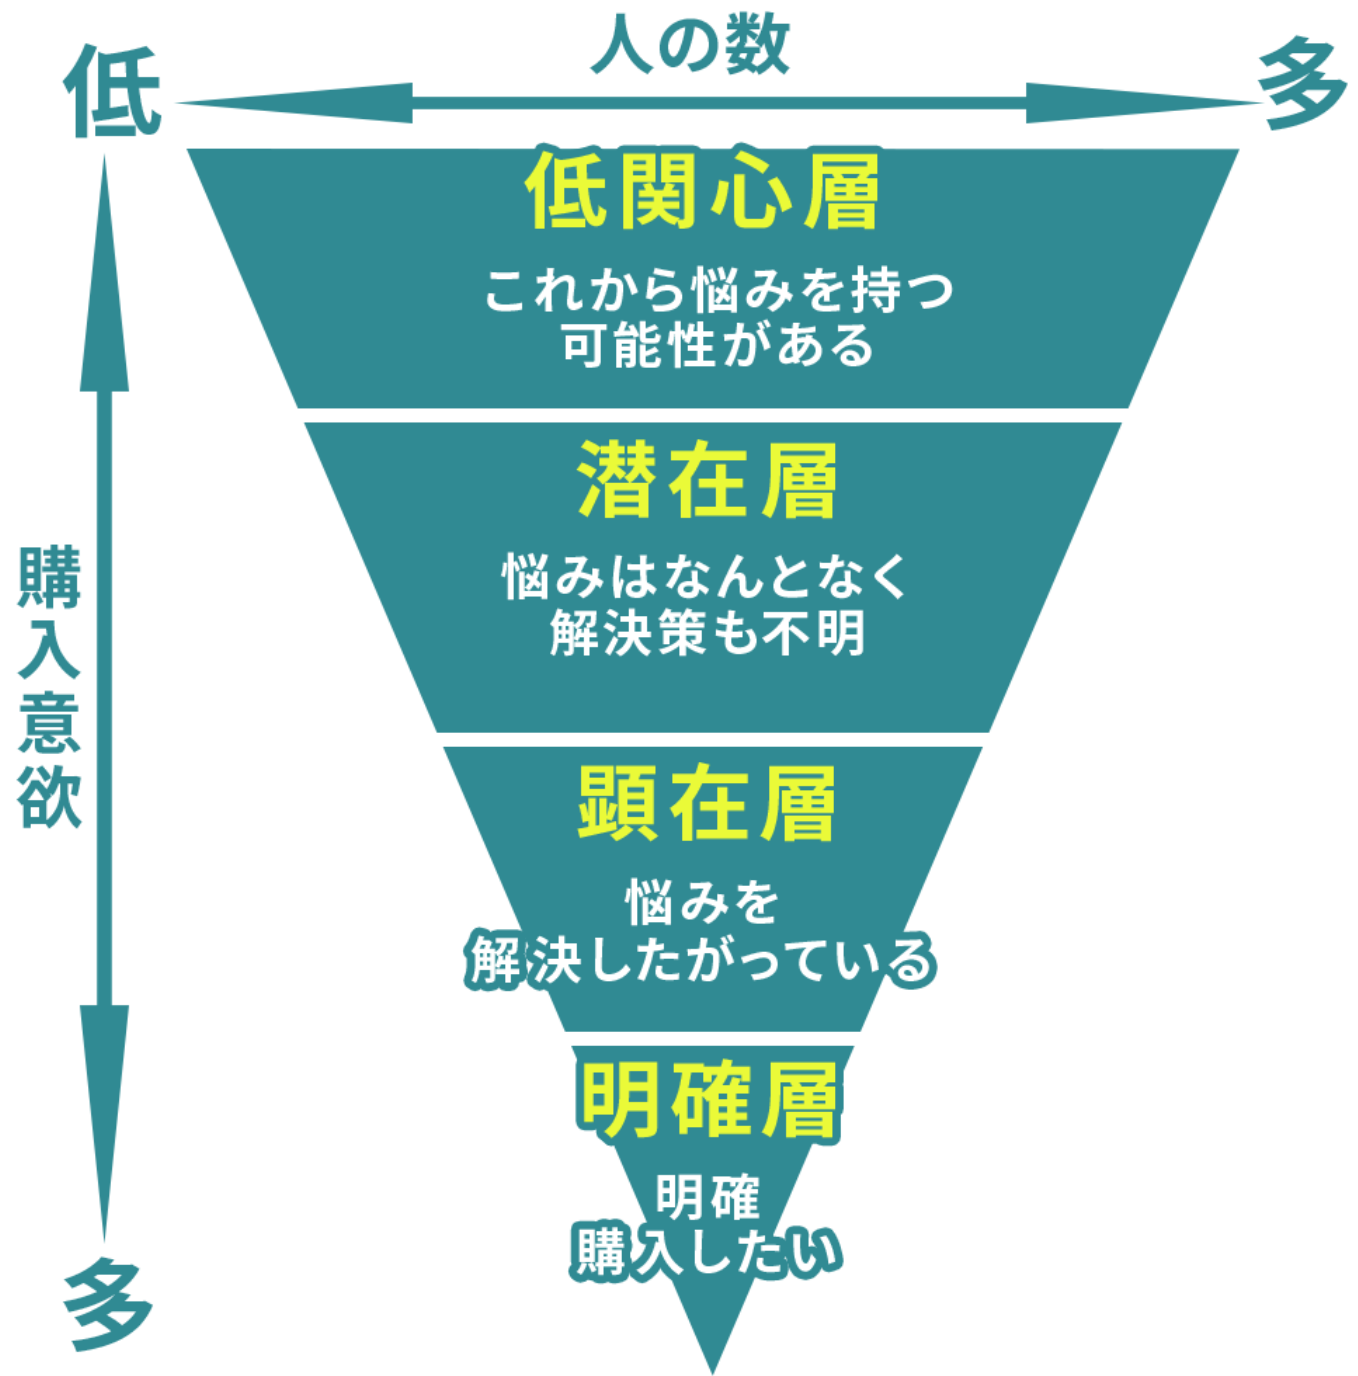 人の数
低
多
低関心層
これから悩みを持つ
可能性がある
潜在層
悩みはなんとなく
解決策も不明
購入意欲
顕在層
悩みを
解決したがっている
明確層
明確
購入したい
多